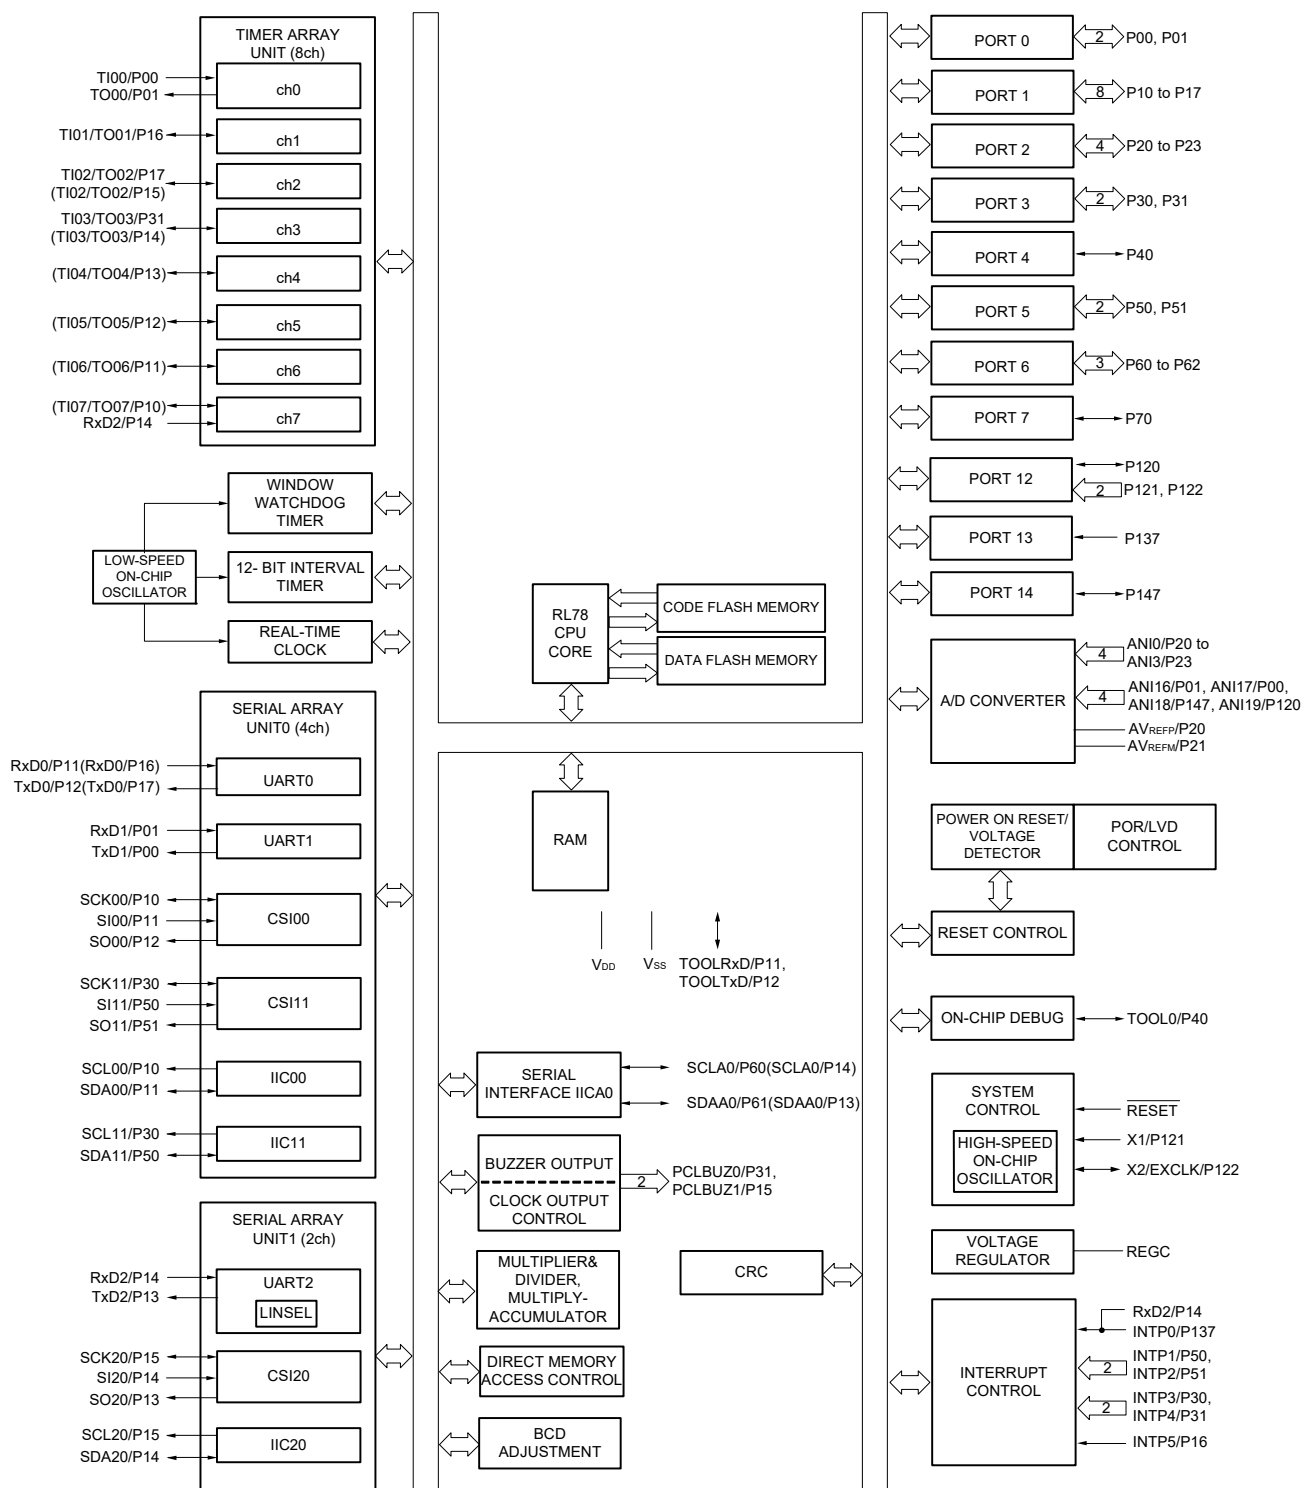 TIMER ARRAY
UNIT (8ch)
TI00/P00
TO00/P01
ch0
TI01/TO01/P16
ch1
TI02/TO02/P17
(TI02/TO02/P15)
ch2
TI03/TO03/P31
(TI03/TO03/P14)
ch3
(TI04/TO04/P13)
ch4
(TI05/TO05/P12)
ch5
(TI06/TO06/P11)
ch6
(TI07/TO07/P10)
RxD2/P14
ch7
WINDOW
WATCHDOG
TIMER
LOW-SPEED
ON-CHIP
OSCILLATOR
12- BIT INTERVAL
TIMER
REAL-TIME
CLOCK
SERIAL ARRAY
UNIT0 (4ch)
RxD0/P11(RxD0/P16)
TxD0/P12(TxD0/P17)
UART0
RxD1/P01
TxD1/P00
UART1
SCK00/P10
SI00/P11
SO00/P12
CSI00
SCK11/P30
SI11/P50
SO11/P51
CSI11
SCL00/P10
SDA00/P11
IIC00
SCL11/P30
SDA11/P50
IIC11
SERIAL ARRAY
UNIT1 (2ch)
RxD2/P14
TxD2/P13
UART2
LINSEL
SCK20/P15
SI20/P14
SO20/P13
CSI20
SCL20/P15
SDA20/P14
IIC20
RL78
CPU
CORE
CODE FLASH MEMORY
DATA FLASH MEMORY
RAM
VDD
VSS
TOOLRxD/P11,
TOOLTxD/P12
SERIAL
INTERFACE IICA0
SCLA0/P60(SCLA0/P14)
SDAA0/P61(SDAA0/P13)
BUZZER OUTPUT
CLOCK OUTPUT
CONTROL
2
PCLBUZ0/P31,
PCLBUZ1/P15
MULTIPLIER&
DIVIDER,
MULTIPLY-
ACCUMULATOR
CRC
DIRECT MEMORY
ACCESS CONTROL
BCD
ADJUSTMENT
PORT 0
2
P00, P01
PORT 1
8
P10 to P17
PORT 2
4
P20 to P23
PORT 3
2
P30, P31
PORT 4
P40
PORT 5
2
P50, P51
PORT 6
3
P60 to P62
PORT 7
P70
PORT 12
P120
2
P121, P122
PORT 13
P137
PORT 14
P147
A/D CONVERTER
4
ANI0/P20 to
ANI3/P23
4
ANI16/P01, ANI17/P00,
ANI18/P147, ANI19/P120
AVREFP/P20
AVREFM/P21
POWER ON RESET/
VOLTAGE
DETECTOR
POR/LVD
CONTROL
RESET CONTROL
ON-CHIP DEBUG
TOOL0/P40
SYSTEM
CONTROL
HIGH-SPEED
ON-CHIP
OSCILLATOR
RESET
X1/P121
X2/EXCLK/P122
VOLTAGE
REGULATOR
REGC
INTERRUPT
CONTROL
RxD2/P14
INTP0/P137
2
INTP1/P50,
INTP2/P51
2
INTP3/P30,
INTP4/P31
INTP5/P16